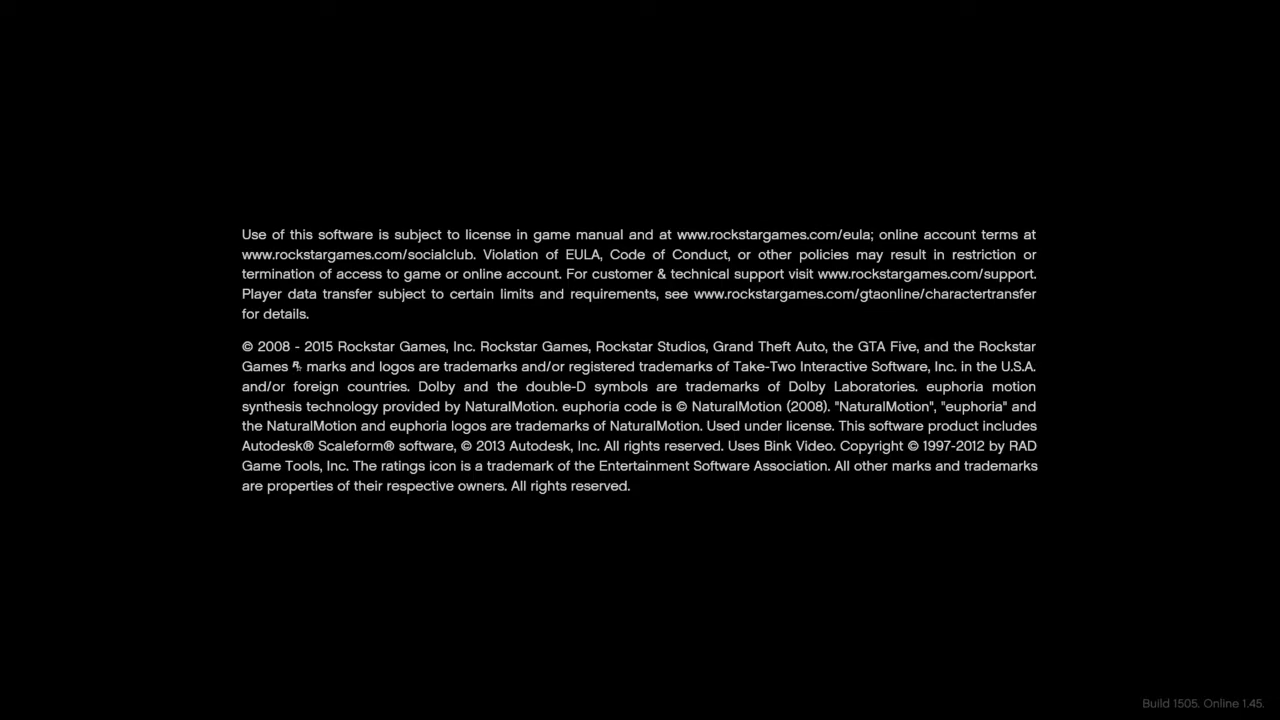 Use of this software is subject to license in game manual and at www.rockstargames.com/eula; online account terms at
www.rockstargames.com/socialclub. Violation of EULA, Code of Conduct, or other policies may result in restriction or
termination of access to game or online account. For customer & technical support visit www.rockstargames.com/support.
Player data transfer subject to certain limits and requirements, see www.rockstargames.com/gtaonline/charactertransfer
for details.
© 2008 - 2015 Rockstar Games, Inc. Rockstar Games, Rockstar Studios, Grand Theft Auto, the GTA Five, and the Rockstar
Games R* marks and logos are trademarks and/or registered trademarks of Take-Two Interactive Software, Inc. in the U.S.A.
and/or foreign countries. Dolby and the double-D symbols are trademarks of Dolby Laboratories. euphoria motion
synthesis technology provided by NaturalMotion. euphoria code is © NaturalMotion (2008). "NaturalMotion", "euphoria" and
the NaturalMotion and euphoria logos are trademarks of NaturalMotion. Used under license. This software product includes
Autodesk® Scaleform® software, © 2013 Autodesk, Inc. All rights reserved. Uses Bink Video. Copyright © 1997-2012 by RAD
Game Tools, Inc. The ratings icon is a trademark of the Entertainment Software Association. All other marks and trademarks
are properties of their respective owners. All rights reserved.
Build 1505, Online 1.45.